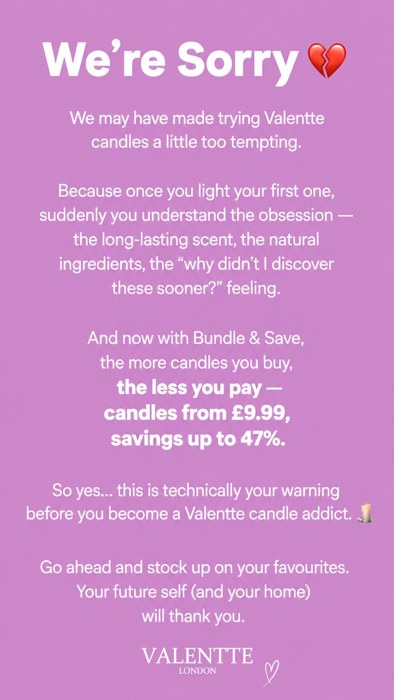 We're Sorry 💔
We may have made trying Valentte
candles a little too tempting.
Because once you light your first one,
suddenly you understand the obsession —
the long-lasting scent, the natural
ingredients, the “why didn't I discover
these sooner?” feeling.
And now with Bundle & Save,
the more candles you buy,
the less you pay —
candles from £9.99,
savings up to 47%.
So yes... this is technically your warning
before you become a Valentte candle addict.
Go ahead and stock up on your favourites.
Your future self (and your home)
will thank you.
VALENTTE
LONDON